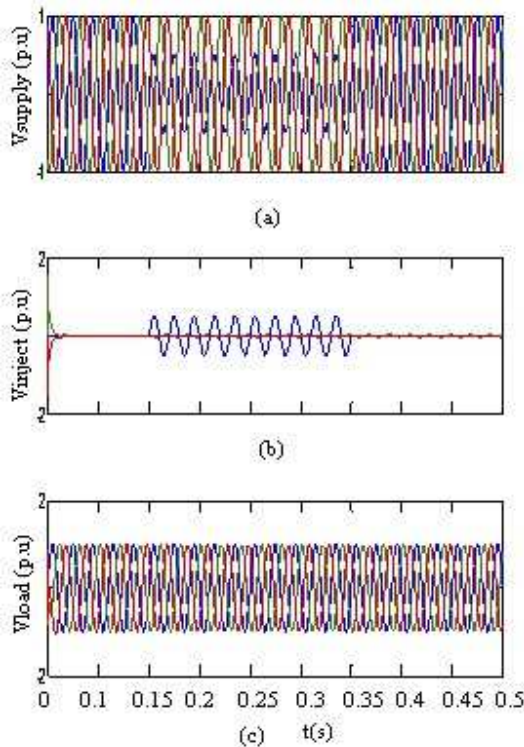 1
Vsupply (p.u)
1
(a)
2
Vinject (p.u)
2
(b)
2
Vload (p.u)
2
0 0.1 0.15 0.2 0.25 0.3 0.35 0.4 0.45 0.5
(c) t(s)